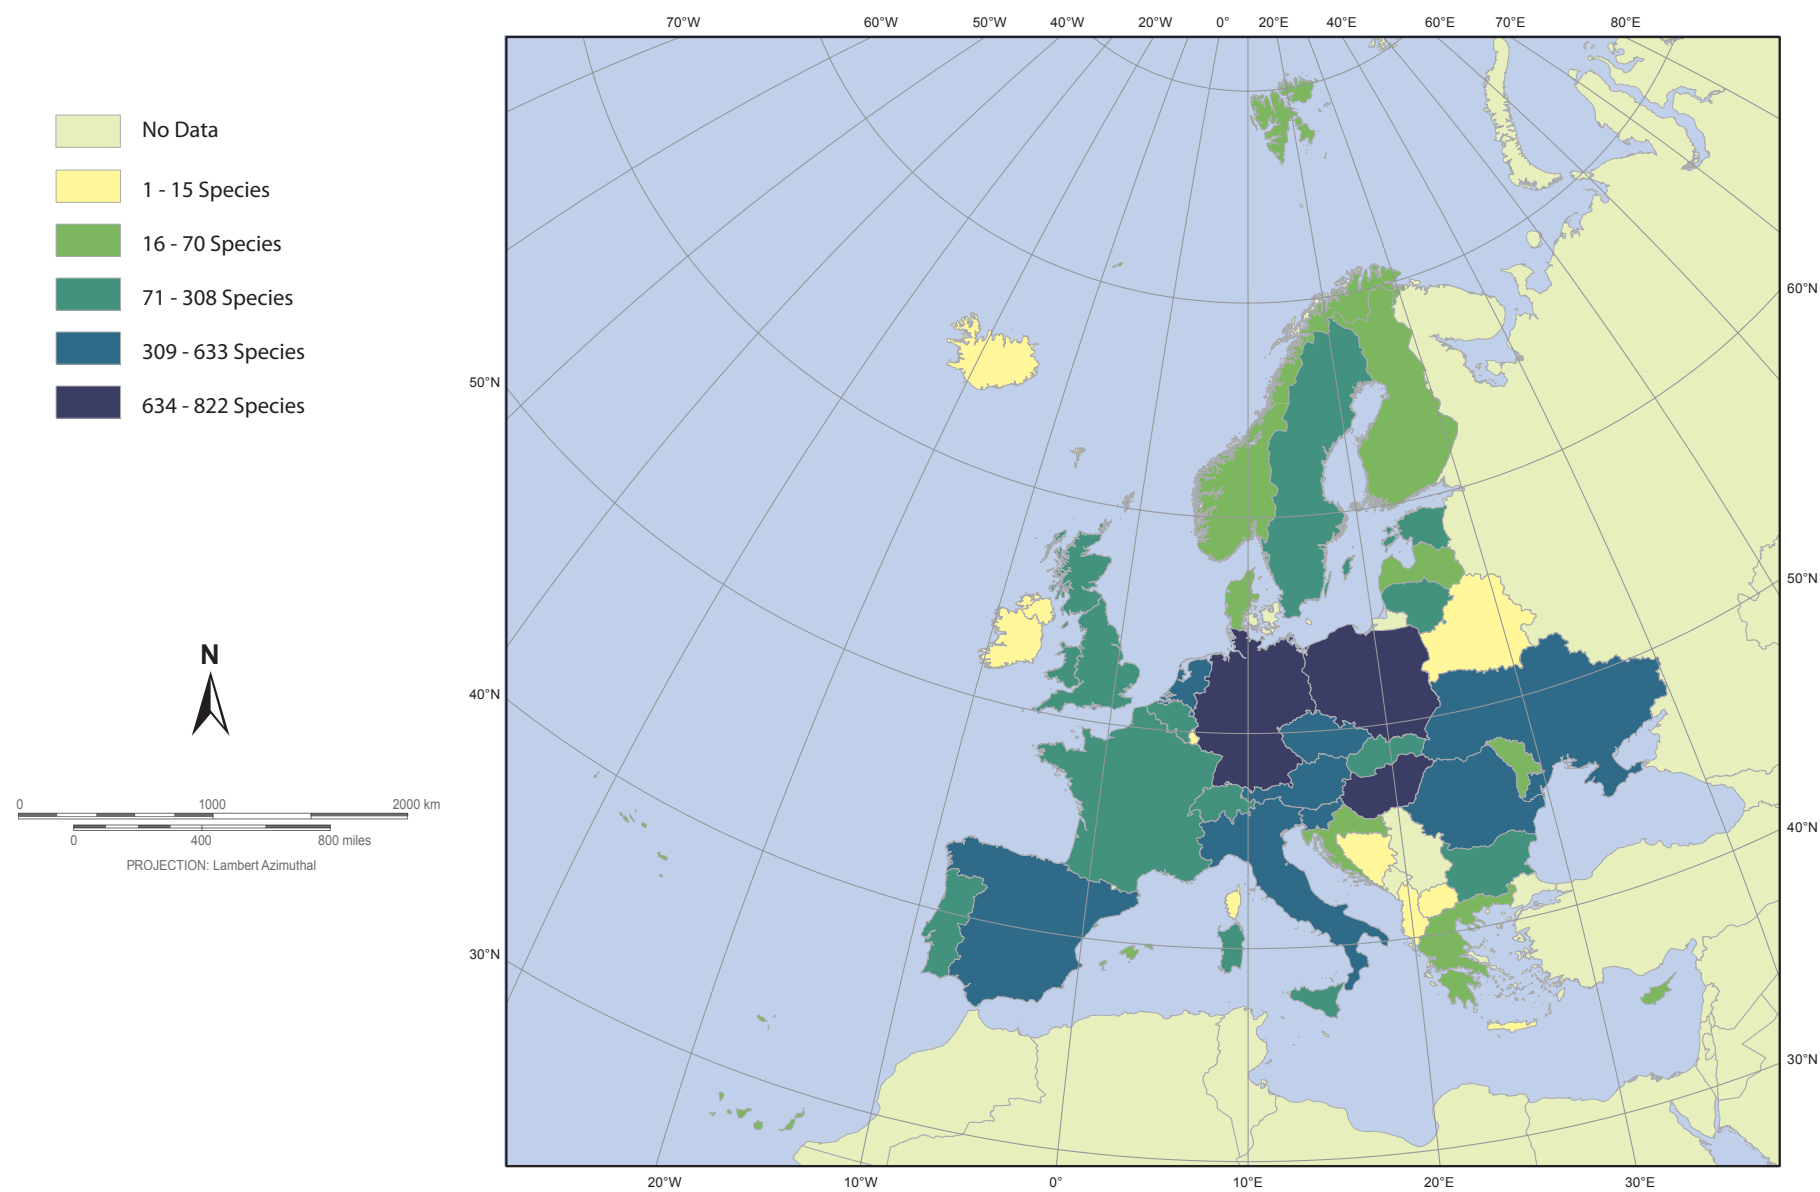 70°W 60°W 50°W 40°W 20°W 0° 20°E 40°E 60°E 70°E 80°E
No Data
1 - 15 Species
16 - 70 Species
71 - 308 Species
309 - 633 Species
634 - 822 Species
N
0 1000 2000 km
0 400 800 miles
PROJECTION: Lambert Azimuthal
50°N
40°N
30°N
60°N
50°N
40°N
30°N
20°W 10°W 0° 10°E 20°E 30°E